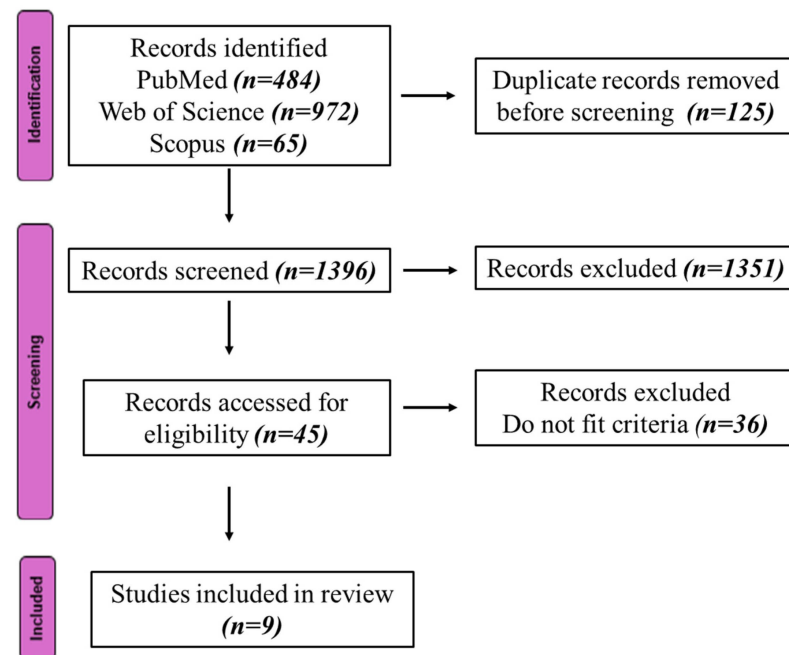 Identification
Records identified
PubMed (n=484)
Web of Science (n=972)
Scopus (n=65)
Duplicate records removed
before screening (n=125)
Screening
Records screened (n=1396)
Records excluded (n=1351)
Records accessed for
eligibility (n=45)
Records excluded
Do not fit criteria (n=36)
Included
Studies included in review
(n=9)